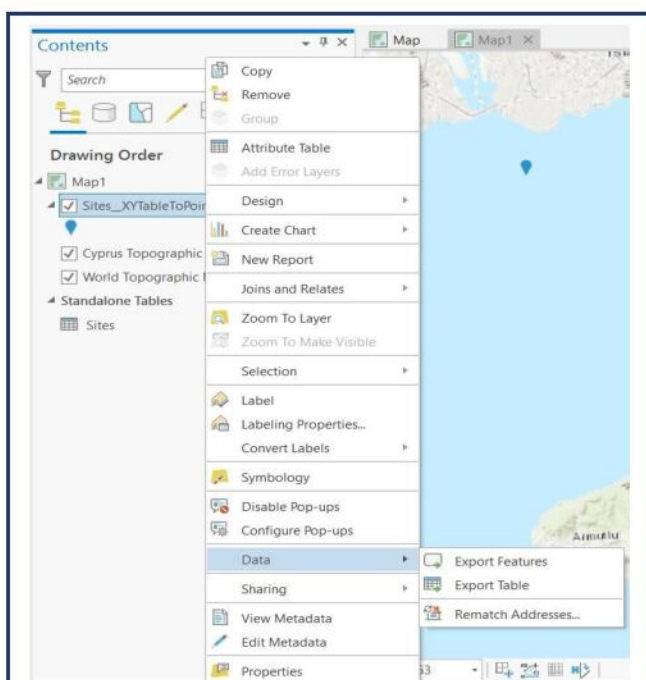 Contents
Map
Map1
Search
Drawing Order
Map1
Sites__XYTableToPoin
Cyprus Topographic
World Topographic
Standalone Tables
Sites
Copy
Remove
Group
Attribute Table
Add Error Layers
Design
Create Chart
New Report
Joins and Relates
Zoom To Layer
Zoom To Make Visible
Selection
Label
Labeling Properties...
Convert Labels
Symbology
Disable Pop-ups
Configure Pop-ups
Data
Sharing
View Metadata
Edit Metadata
Properties
Export Features
Export Table
Rematch Addresses...
Armutlu